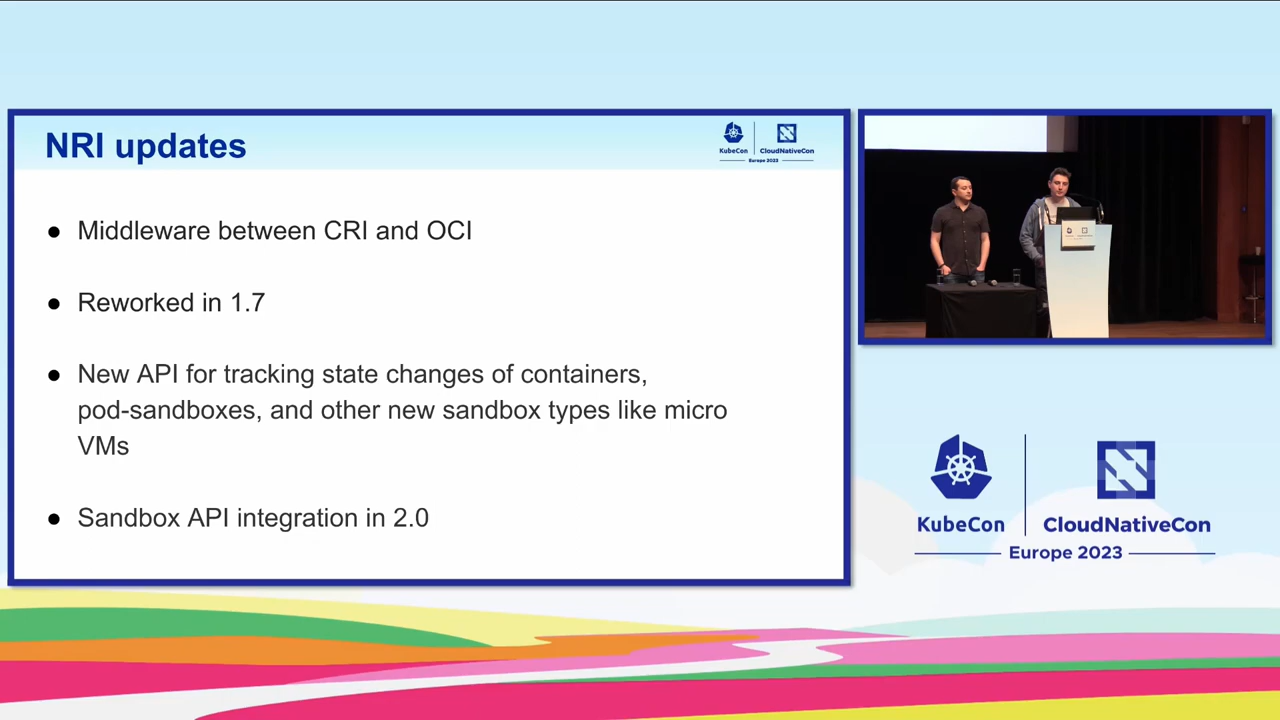 NRI updates
KubeCon
CloudNativeCon
Europe 2023
● Middleware between CRI and OCI
● Reworked in 1.7
● New API for tracking state changes of containers,
pod-sandboxes, and other new sandbox types like micro
VMs
● Sandbox API integration in 2.0
KubeCon
CloudNativeCon
Europe 2023